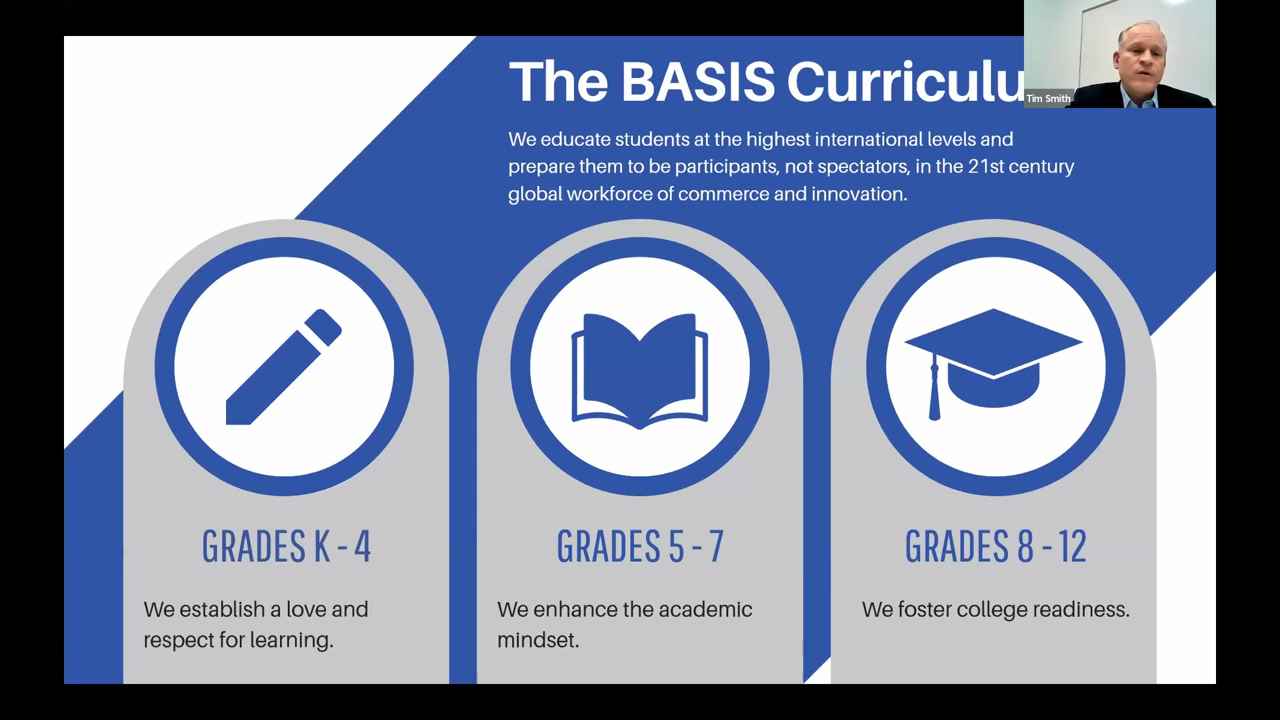 The BASIS Curriculu
Tim Smith
We educate students at the highest international levels and
prepare them to be participants, not spectators, in the 21st century
global workforce of commerce and innovation.
GRADES K - 4
We establish a love and
respect for learning.
GRADES 5 - 7
We enhance the academic
mindset.
GRADES 8 - 12
We foster college readiness.